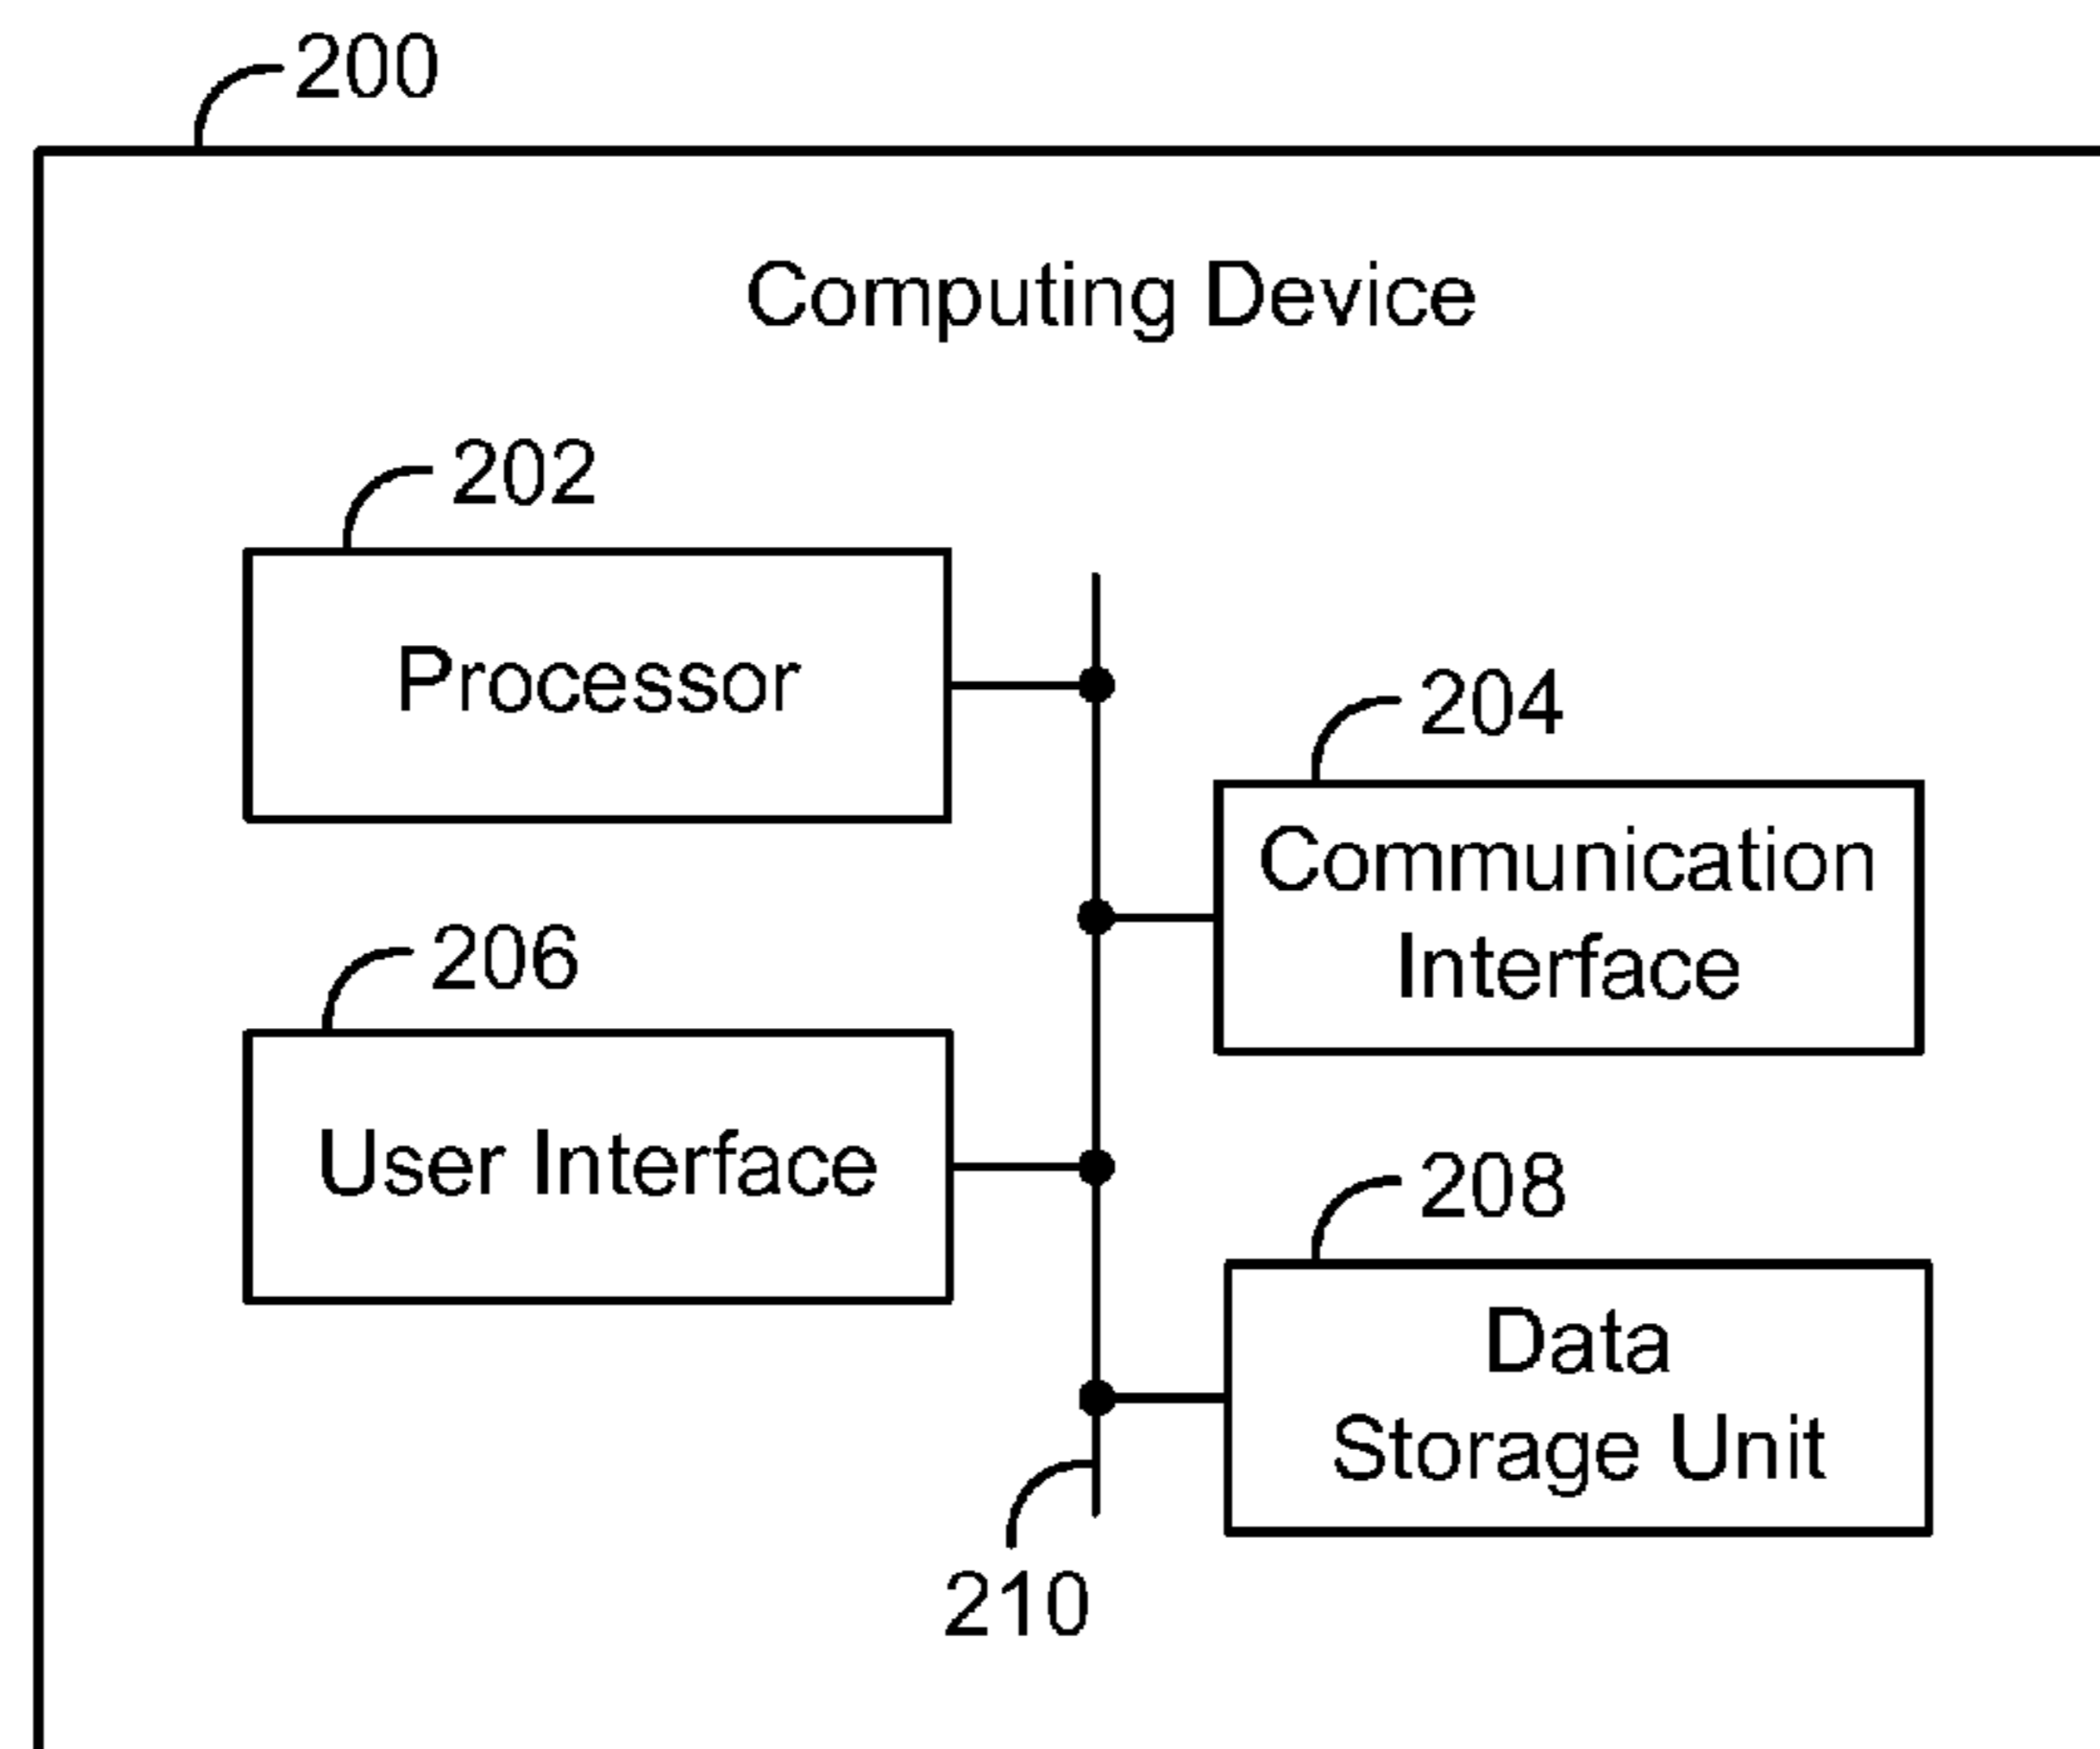 200
Computing Device
202
Processor
204
Communication
Interface
206
User Interface
208
Data
Storage Unit
210